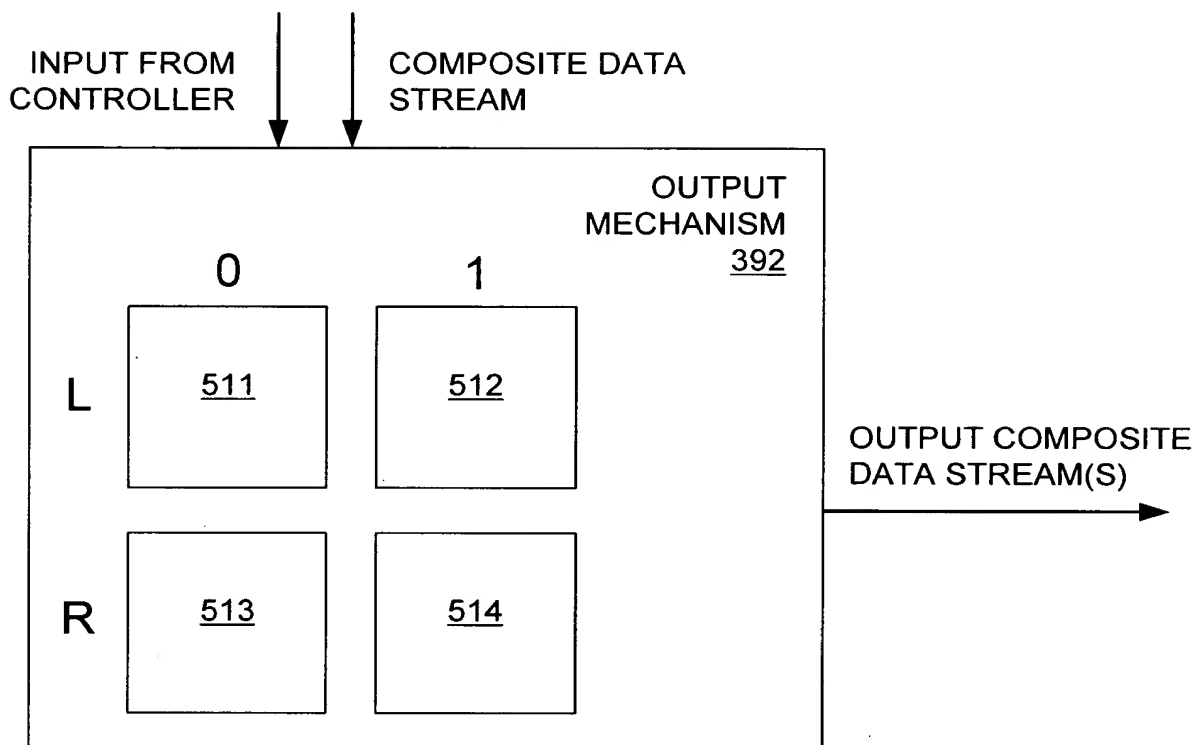 INPUT FROM
CONTROLLER
COMPOSITE DATA
STREAM
OUTPUT
MECHANISM
392
0 1
L 511 512
OUTPUT COMPOSITE
DATA STREAM(S)
R 513 514